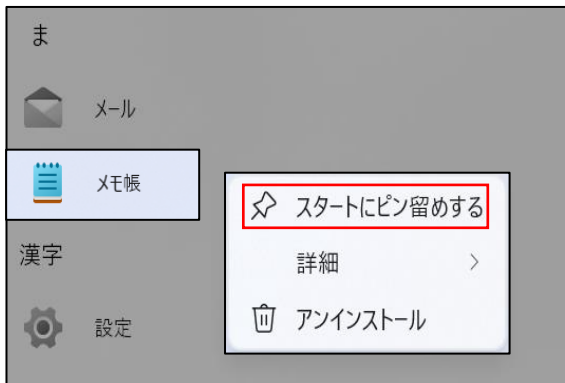 ま
メール
メモ帳
スタートにピン留めする
漢字
詳細
設定
アンインストール